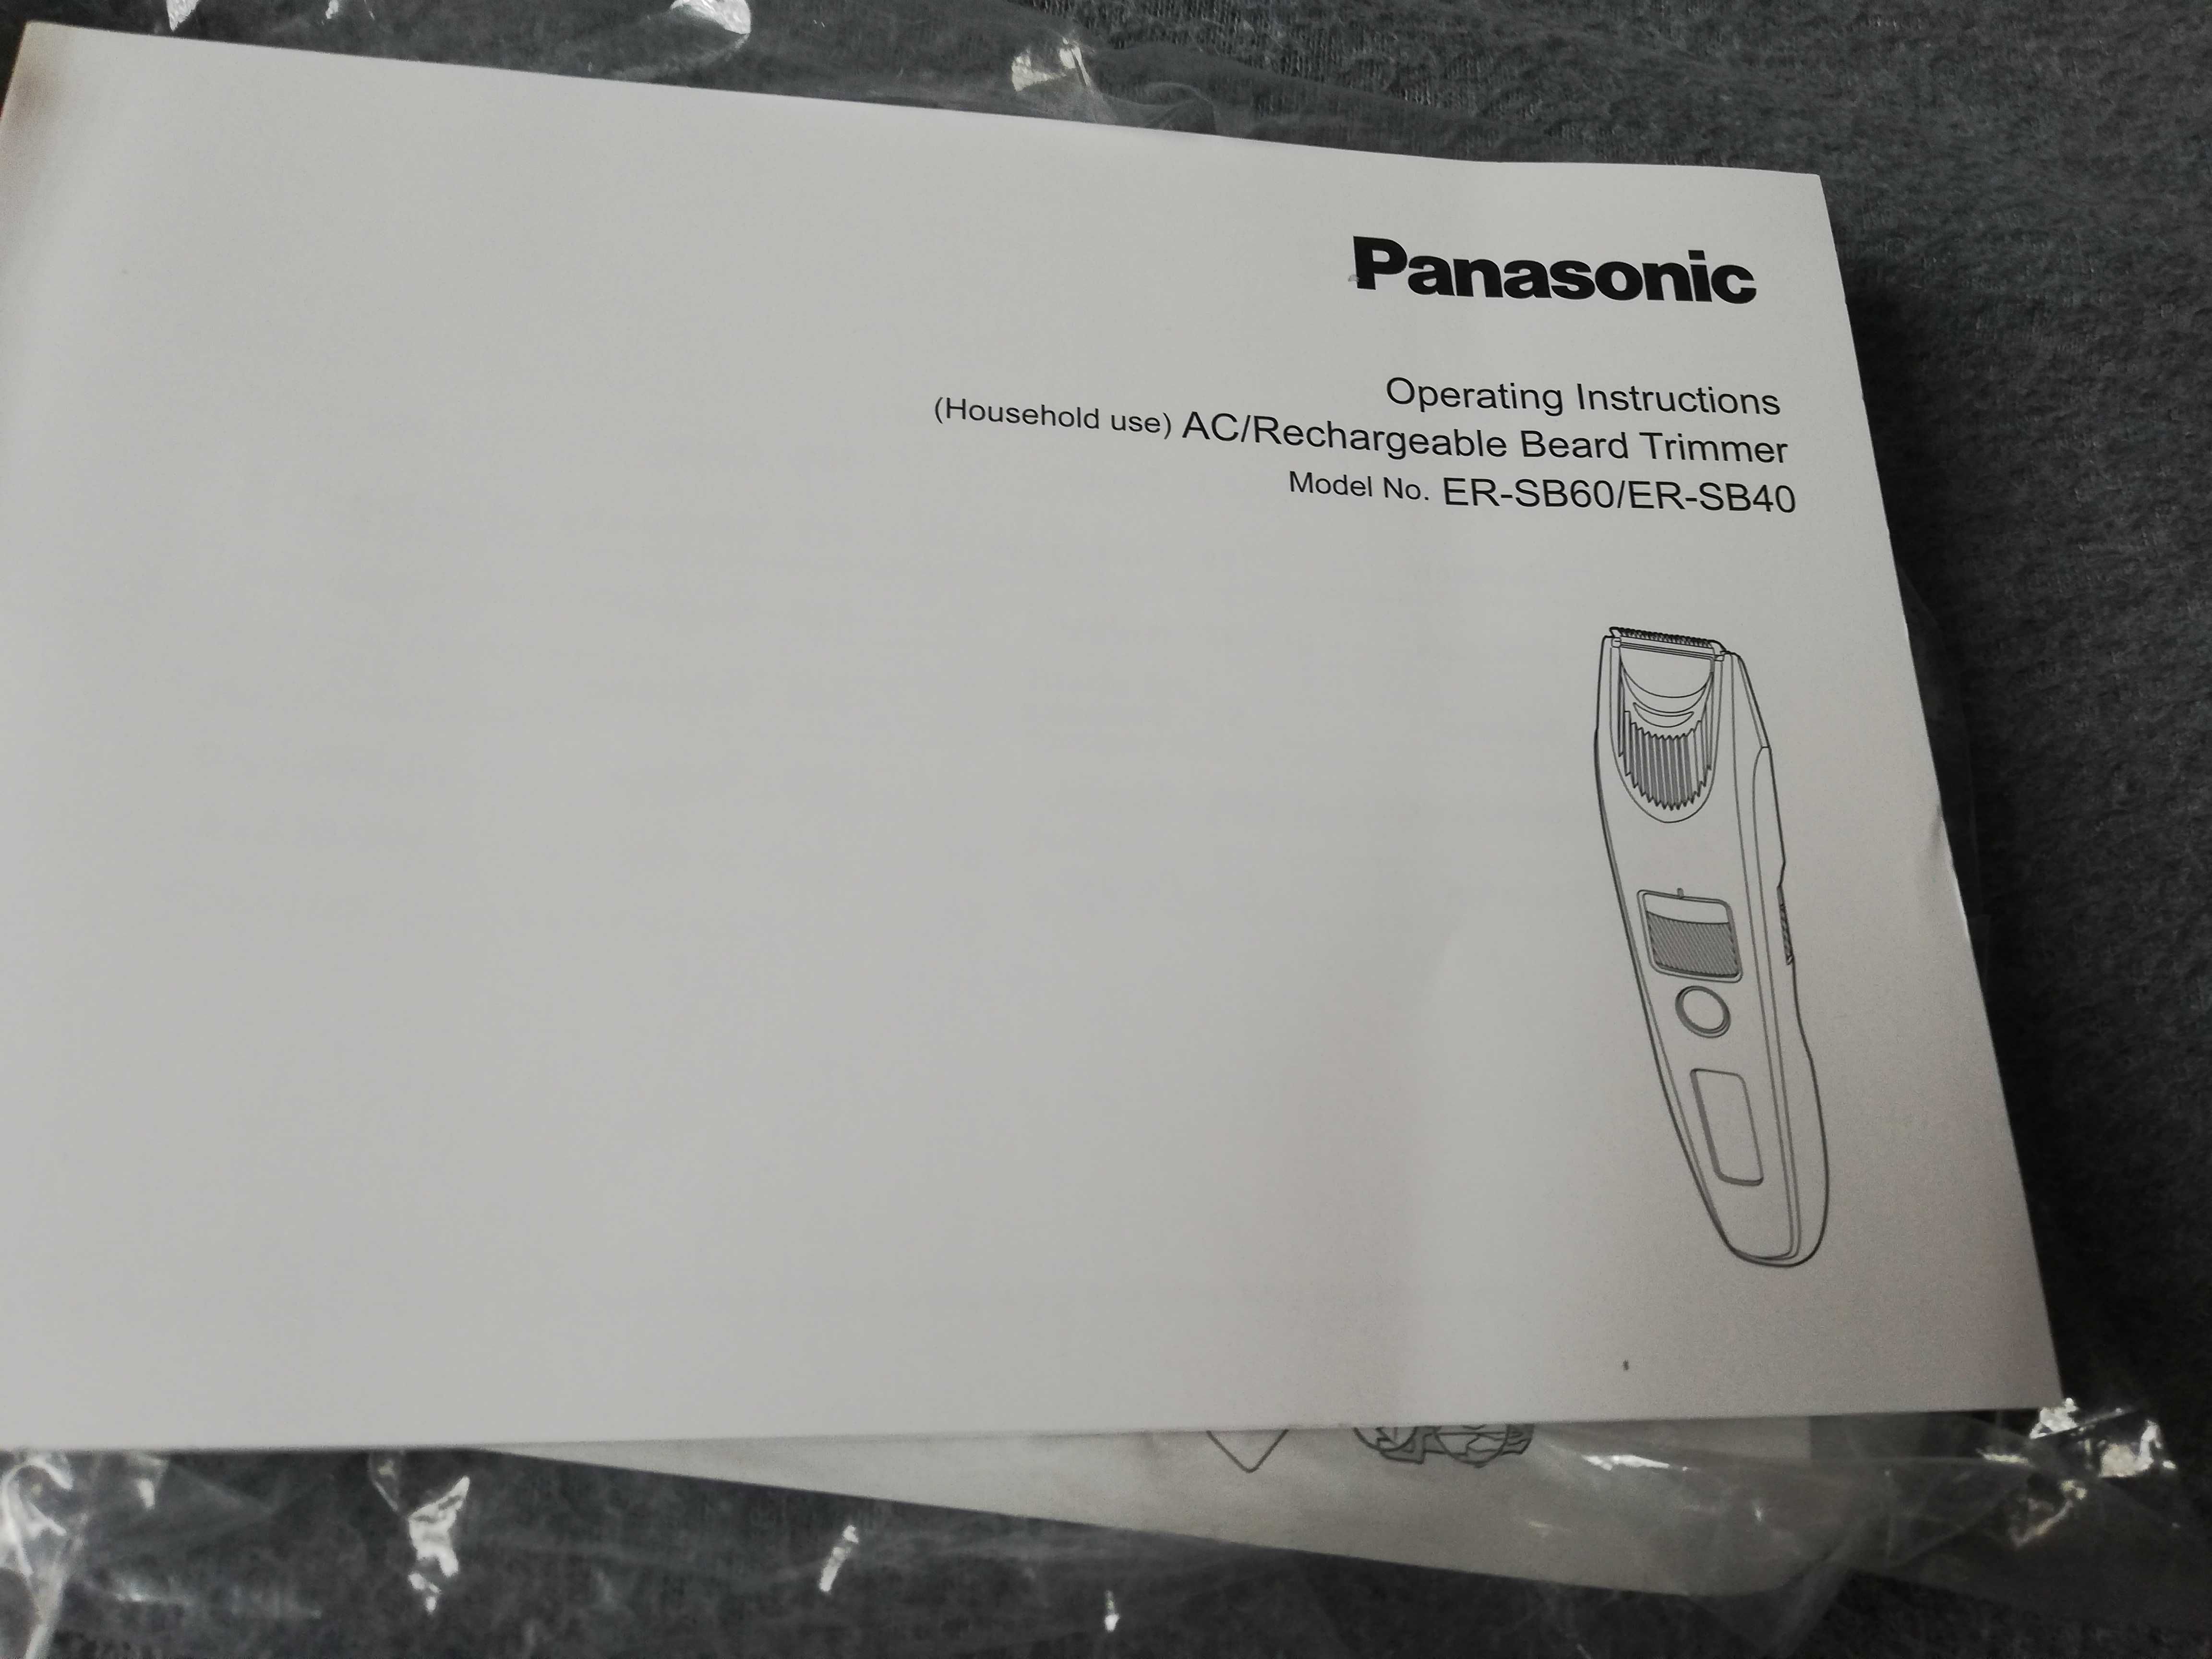 Panasonic
Operating Instructions
(Household use) AC/Rechargeable Beard Trimmer
Model No. ER-SB60/ER-SB40